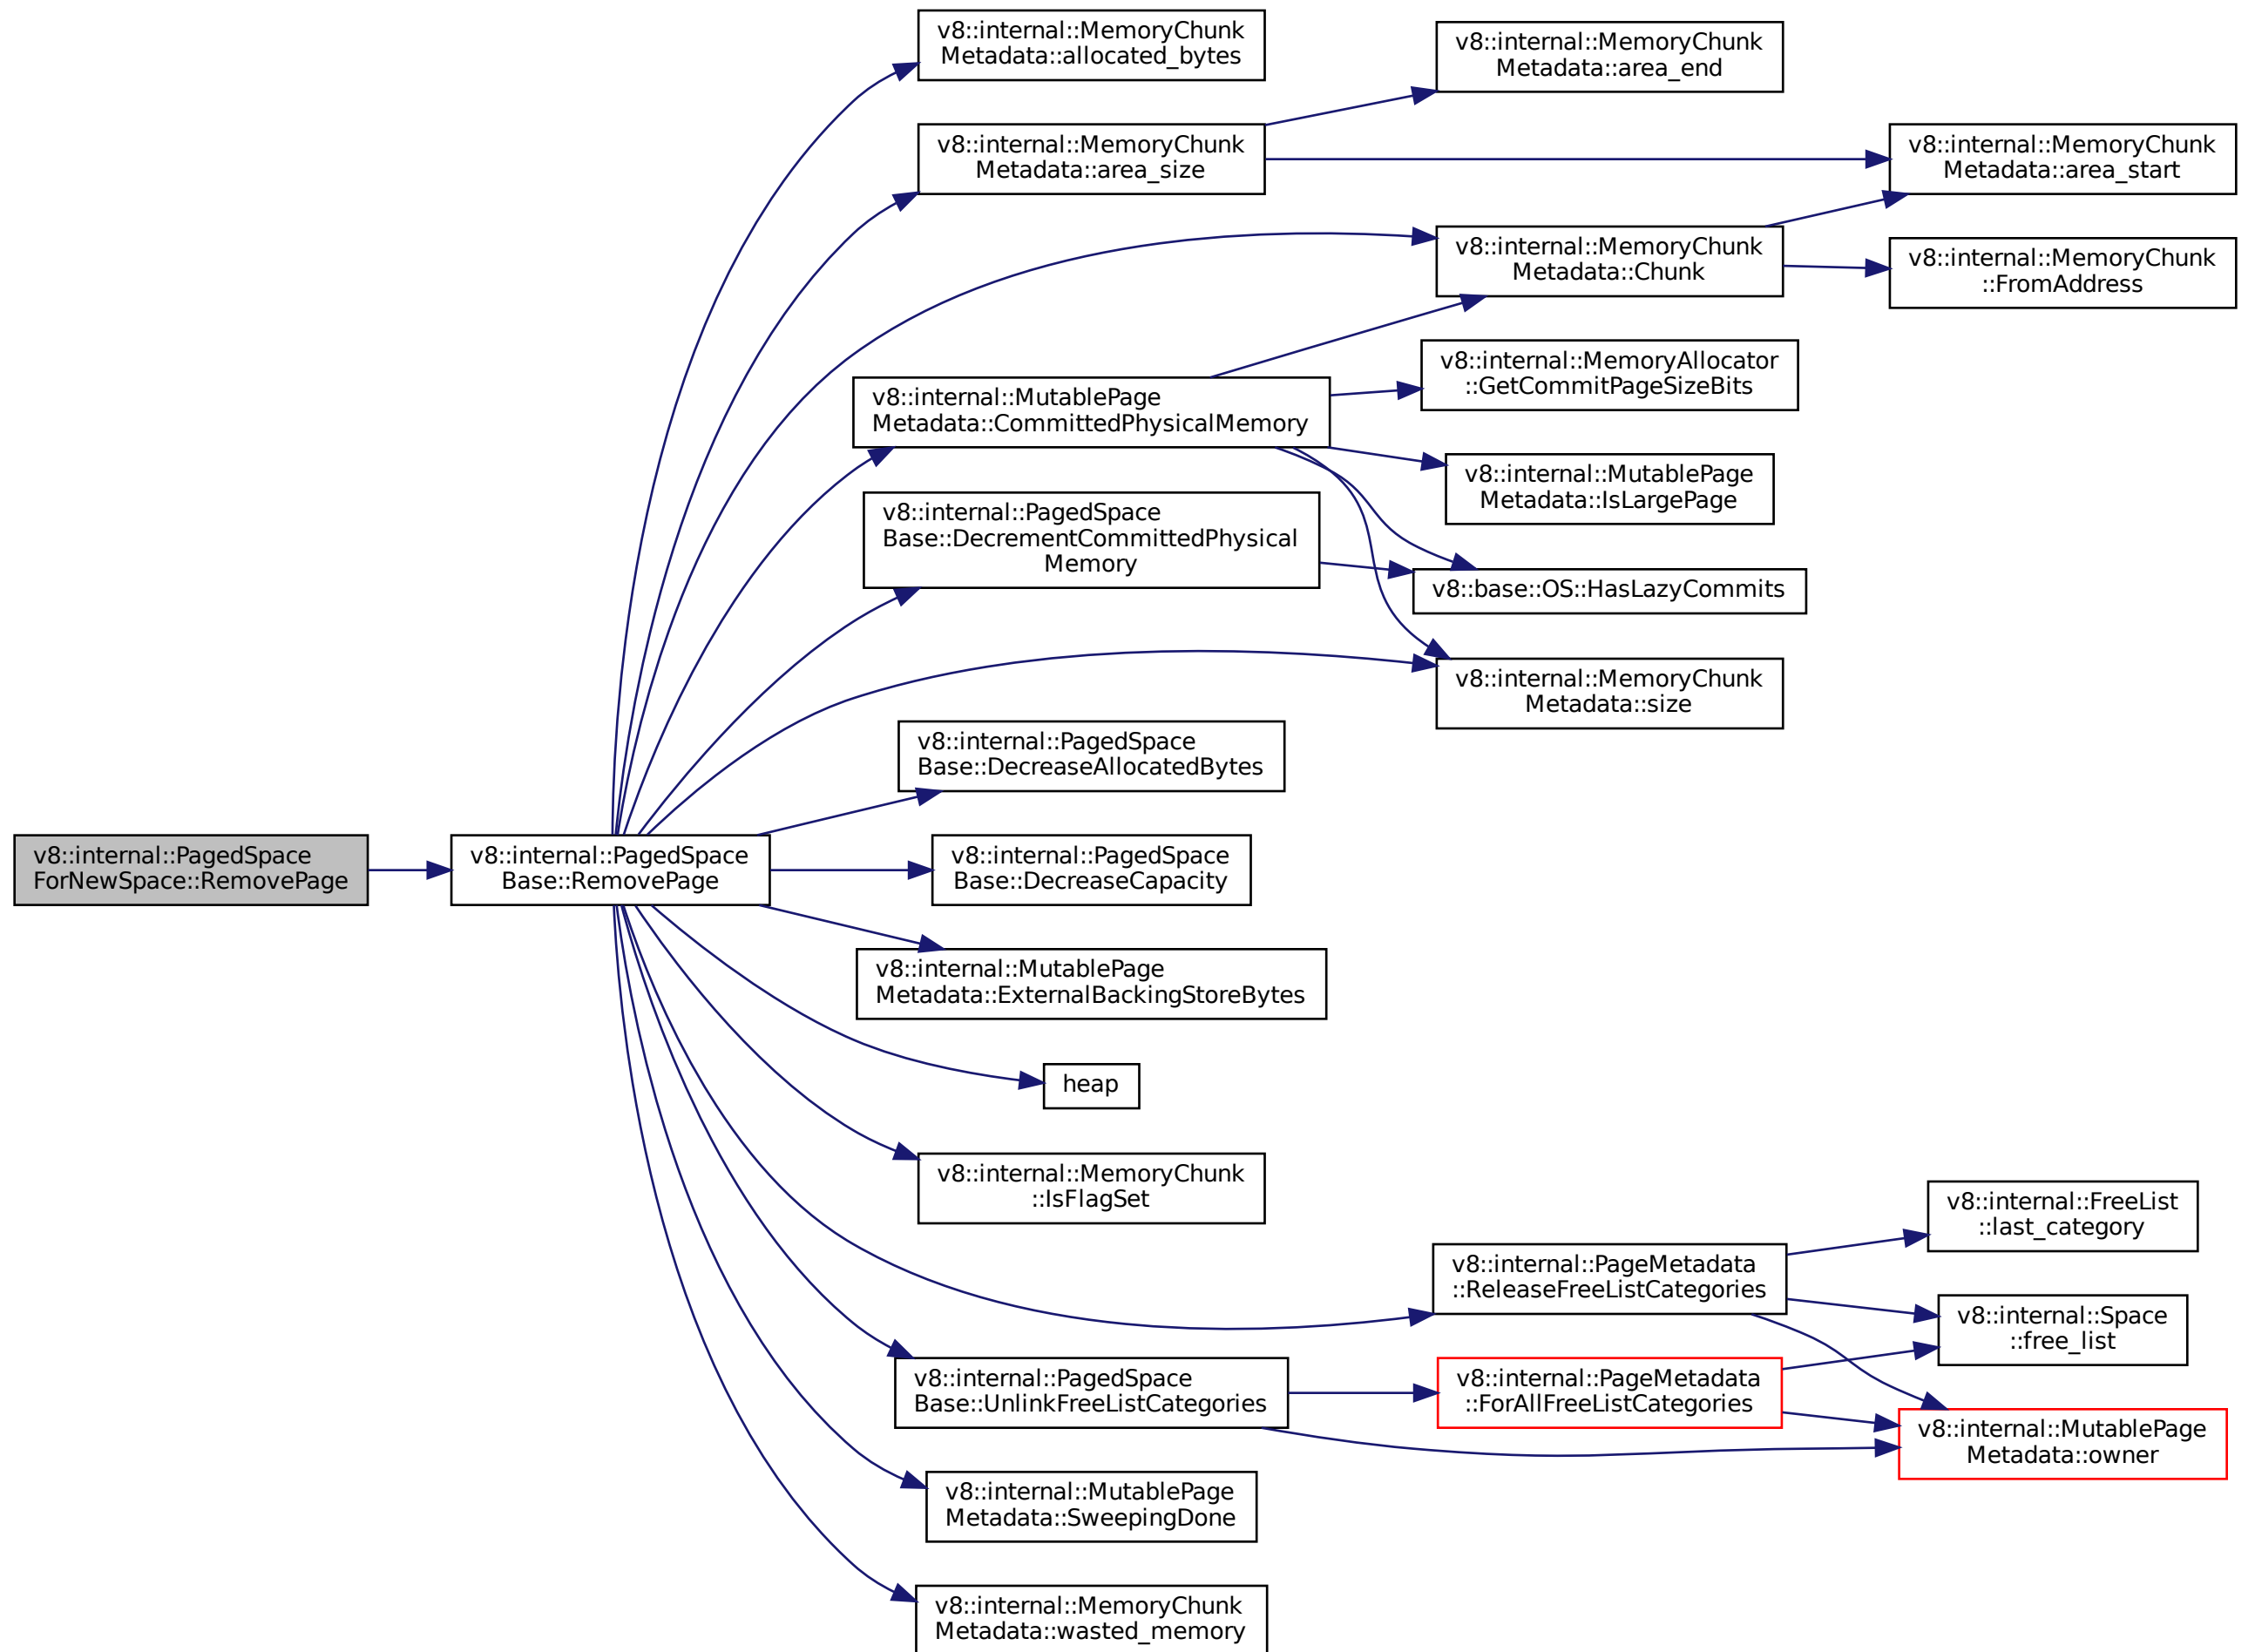 v8::internal::PagedSpace
ForNewSpace::RemovePage
v8::internal::PagedSpace
Base::RemovePage
v8::internal::MemoryChunk
Metadata::allocated_bytes
v8::internal::MemoryChunk
Metadata::area_size
v8::internal::MemoryChunk
Metadata::area_end
v8::internal::MemoryChunk
Metadata::area_start
v8::internal::MemoryChunk
Metadata::Chunk
v8::internal::MemoryChunk
::FromAddress
v8::internal::MutablePage
Metadata::CommittedPhysicalMemory
v8::internal::MemoryAllocator
::GetCommitPageSizeBits
v8::internal::MutablePage
Metadata::IsLargePage
v8::internal::PagedSpace
Base::DecrementCommittedPhysical
Memory
v8::base::OS::HasLazyCommits
v8::internal::MemoryChunk
Metadata::size
v8::internal::PagedSpace
Base::DecreaseAllocatedBytes
v8::internal::PagedSpace
Base::DecreaseCapacity
v8::internal::MutablePage
Metadata::ExternalBackingStoreBytes
heap
v8::internal::MemoryChunk
::IsFlagSet
v8::internal::PageMetadata
::ReleaseFreeListCategories
v8::internal::FreeList
::last_category
v8::internal::Space
::free_list
v8::internal::PagedSpace
Base::UnlinkFreeListCategories
v8::internal::PageMetadata
::ForAllFreeListCategories
v8::internal::MutablePage
Metadata::owner
v8::internal::MutablePage
Metadata::SweepingDone
v8::internal::MemoryChunk
Metadata::wasted_memory